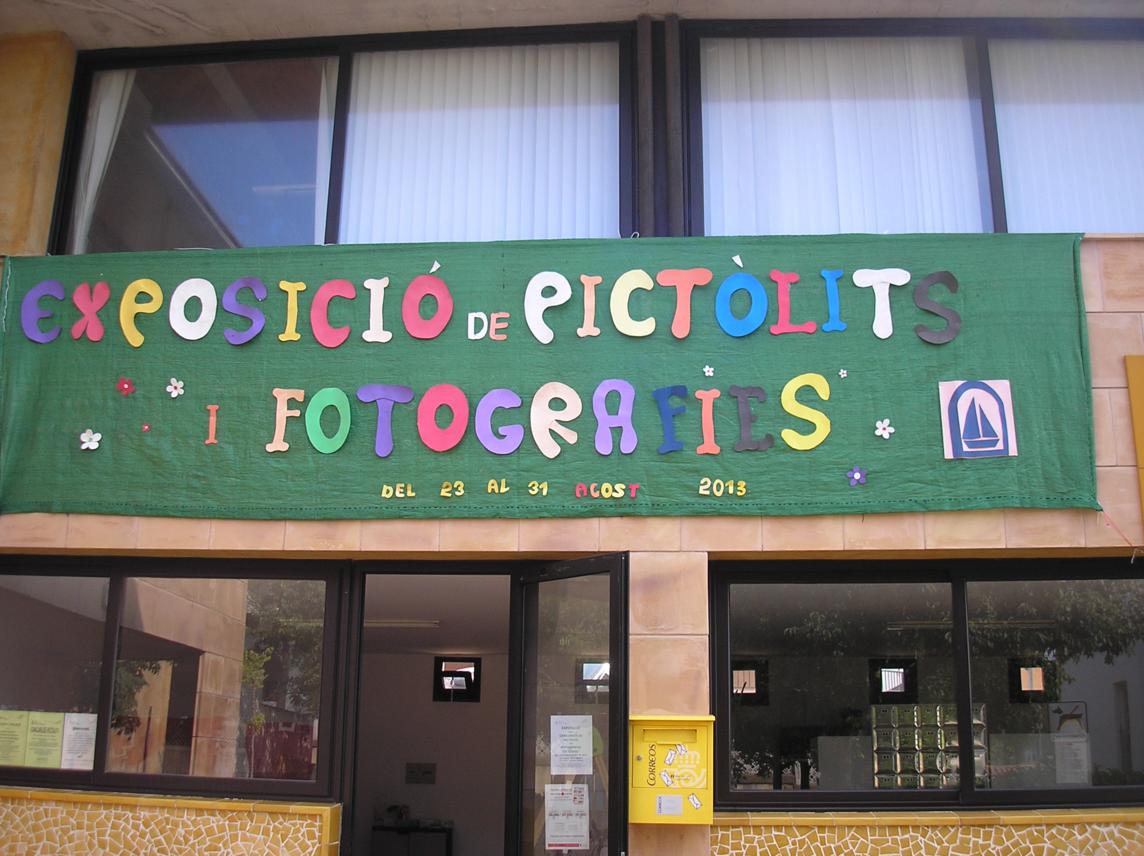 EXPOSICIÓ DE PICTÒLITS
I FOTOGRAFIES
DEL 23 AL 31 AGOST 2013
CORREOS